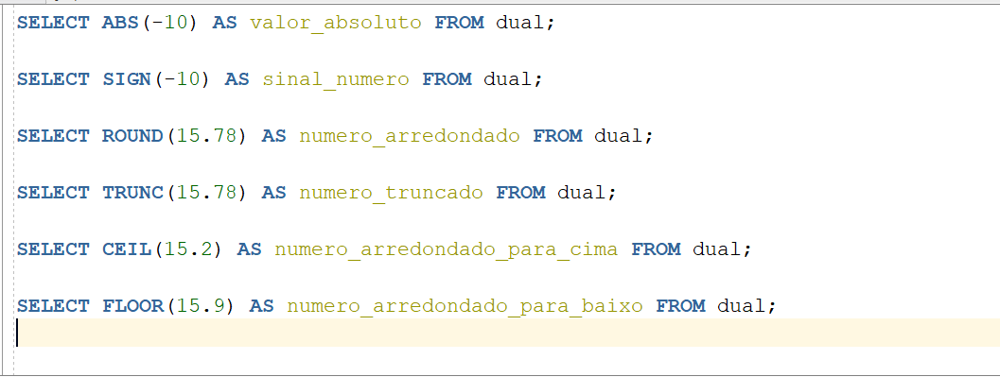 SELECT ABS(-10) AS valor_absoluto FROM dual;
SELECT SIGN(-10) AS sinal_numero FROM dual;
SELECT ROUND(15.78) AS numero_arredondado FROM dual;
SELECT TRUNC(15.78) AS numero_truncado FROM dual;
SELECT CEIL(15.2) AS numero_arredondado_para_cima FROM dual;
SELECT FLOOR(15.9) AS numero_arredondado_para_baixo FROM dual;